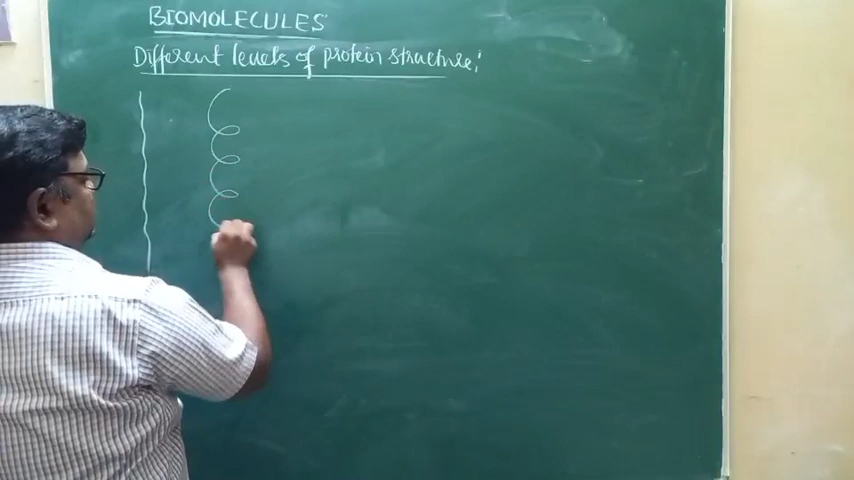 BIOMOLECULES
Different levels of protein structure;